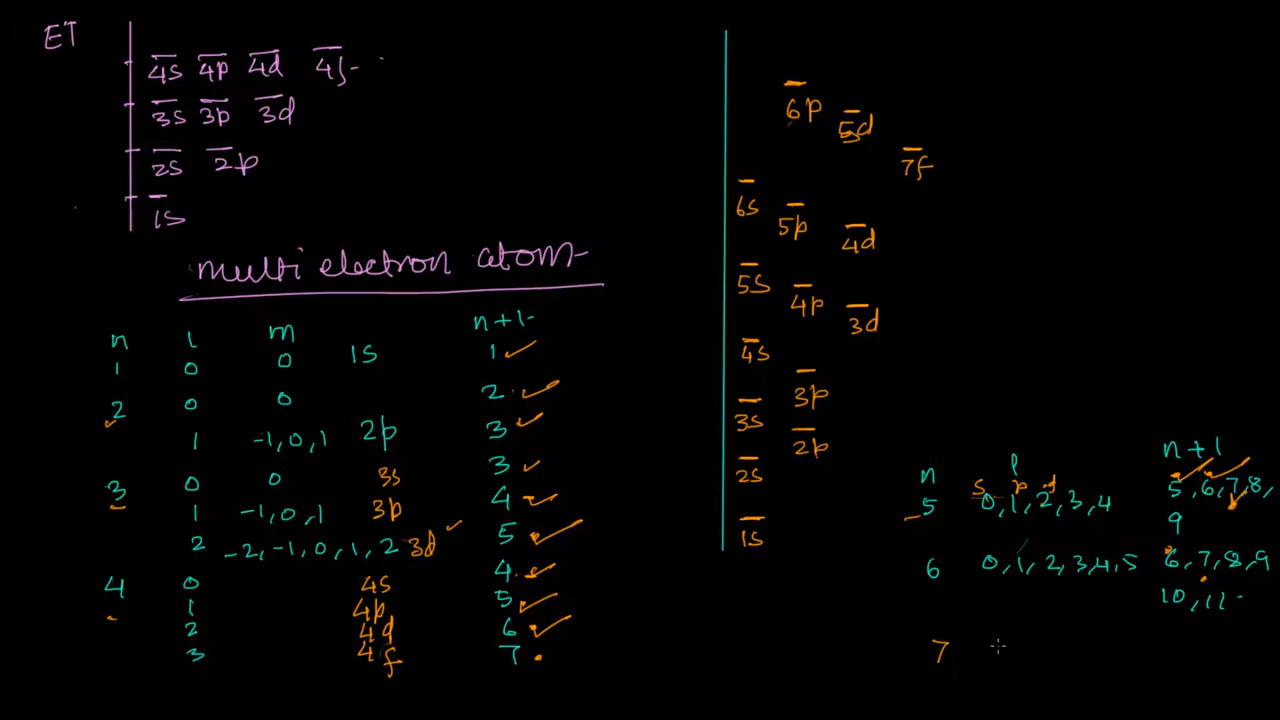 ET
4s 4p 4d 4f
3s 3p 3d
2s 2p
1s
multi electron atom
n l m n+l
1 0 0 1s 1
2 0 0 2
1 -1,0,1 2p 3
3 0 0 3s 3
1 -1,0,1 3p 4
2 -2,-1,0,1,2 3d 5
4 0 4s 4
1 4p 5
2 4d 6
3 4f 7
6p
5d
7f
6s
5p
4d
5s
4p
3d
4s
3p
3s
2p
2s
1s
n l n+l
s p d
5 0,1,2,3,4 5,6,7,8,
9
6 0,1,2,3,4,5 6,7,8,9
10,11
7